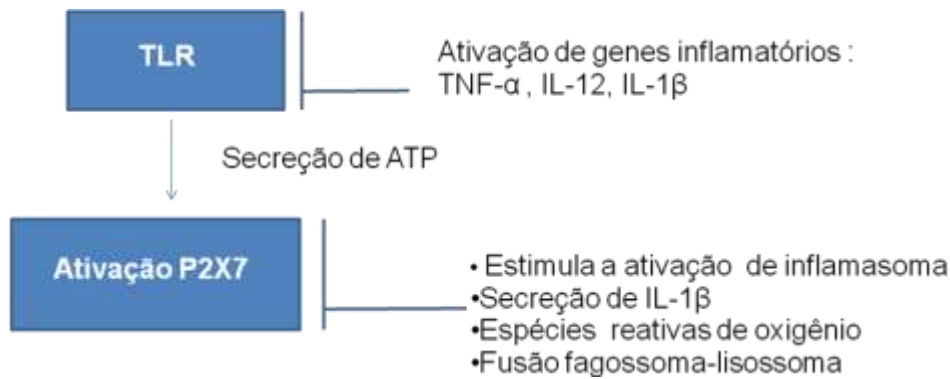 TLR
Ativação de genes inflamatórios :
TNF-α , IL-12, IL-1β
Secreção de ATP
Ativação P2X7
• Estimula a ativação de inflamasoma
•Secreção de IL-1β
•Espécies reativas de oxigênio
•Fusão fagossoma-lisossoma